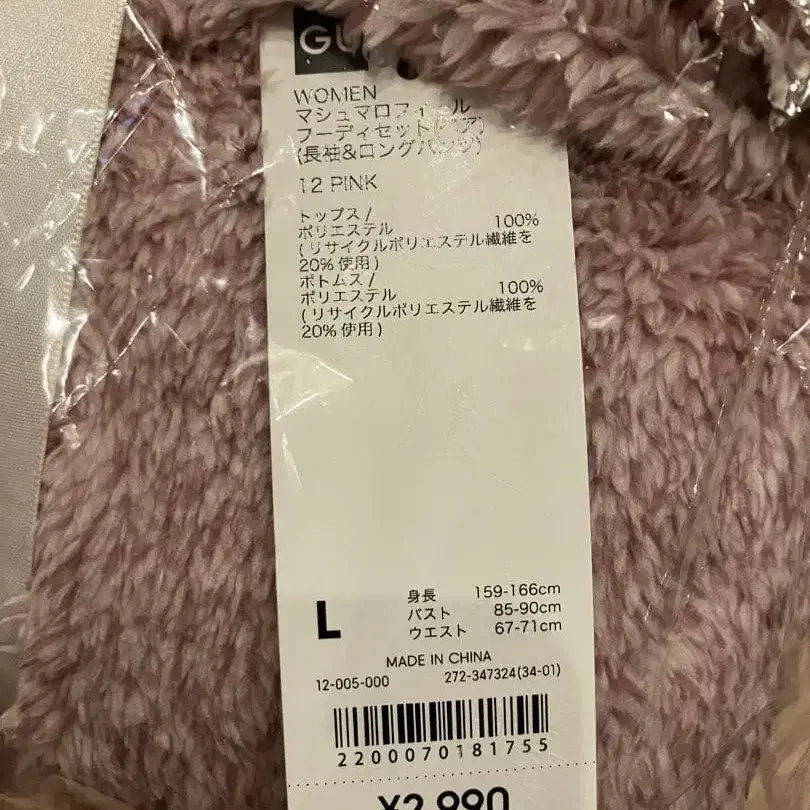 GU
WOMEN
マシュマロフィール
フーディセット(ベア)
(長袖&ロングパンツ)
12 PINK
トップス/
ポリエステル 100%
(リサイクルポリエステル繊維を
20% 使用)
ボトムス/
ポリエステル 100%
(リサイクルポリエステル繊維を
20% 使用)
L
身長 159-166cm
バスト 85-90cm
ウエスト 67-71cm
MADE IN CHINA
12-005-000 272-347324(34-01)
2200070181755
¥2,990